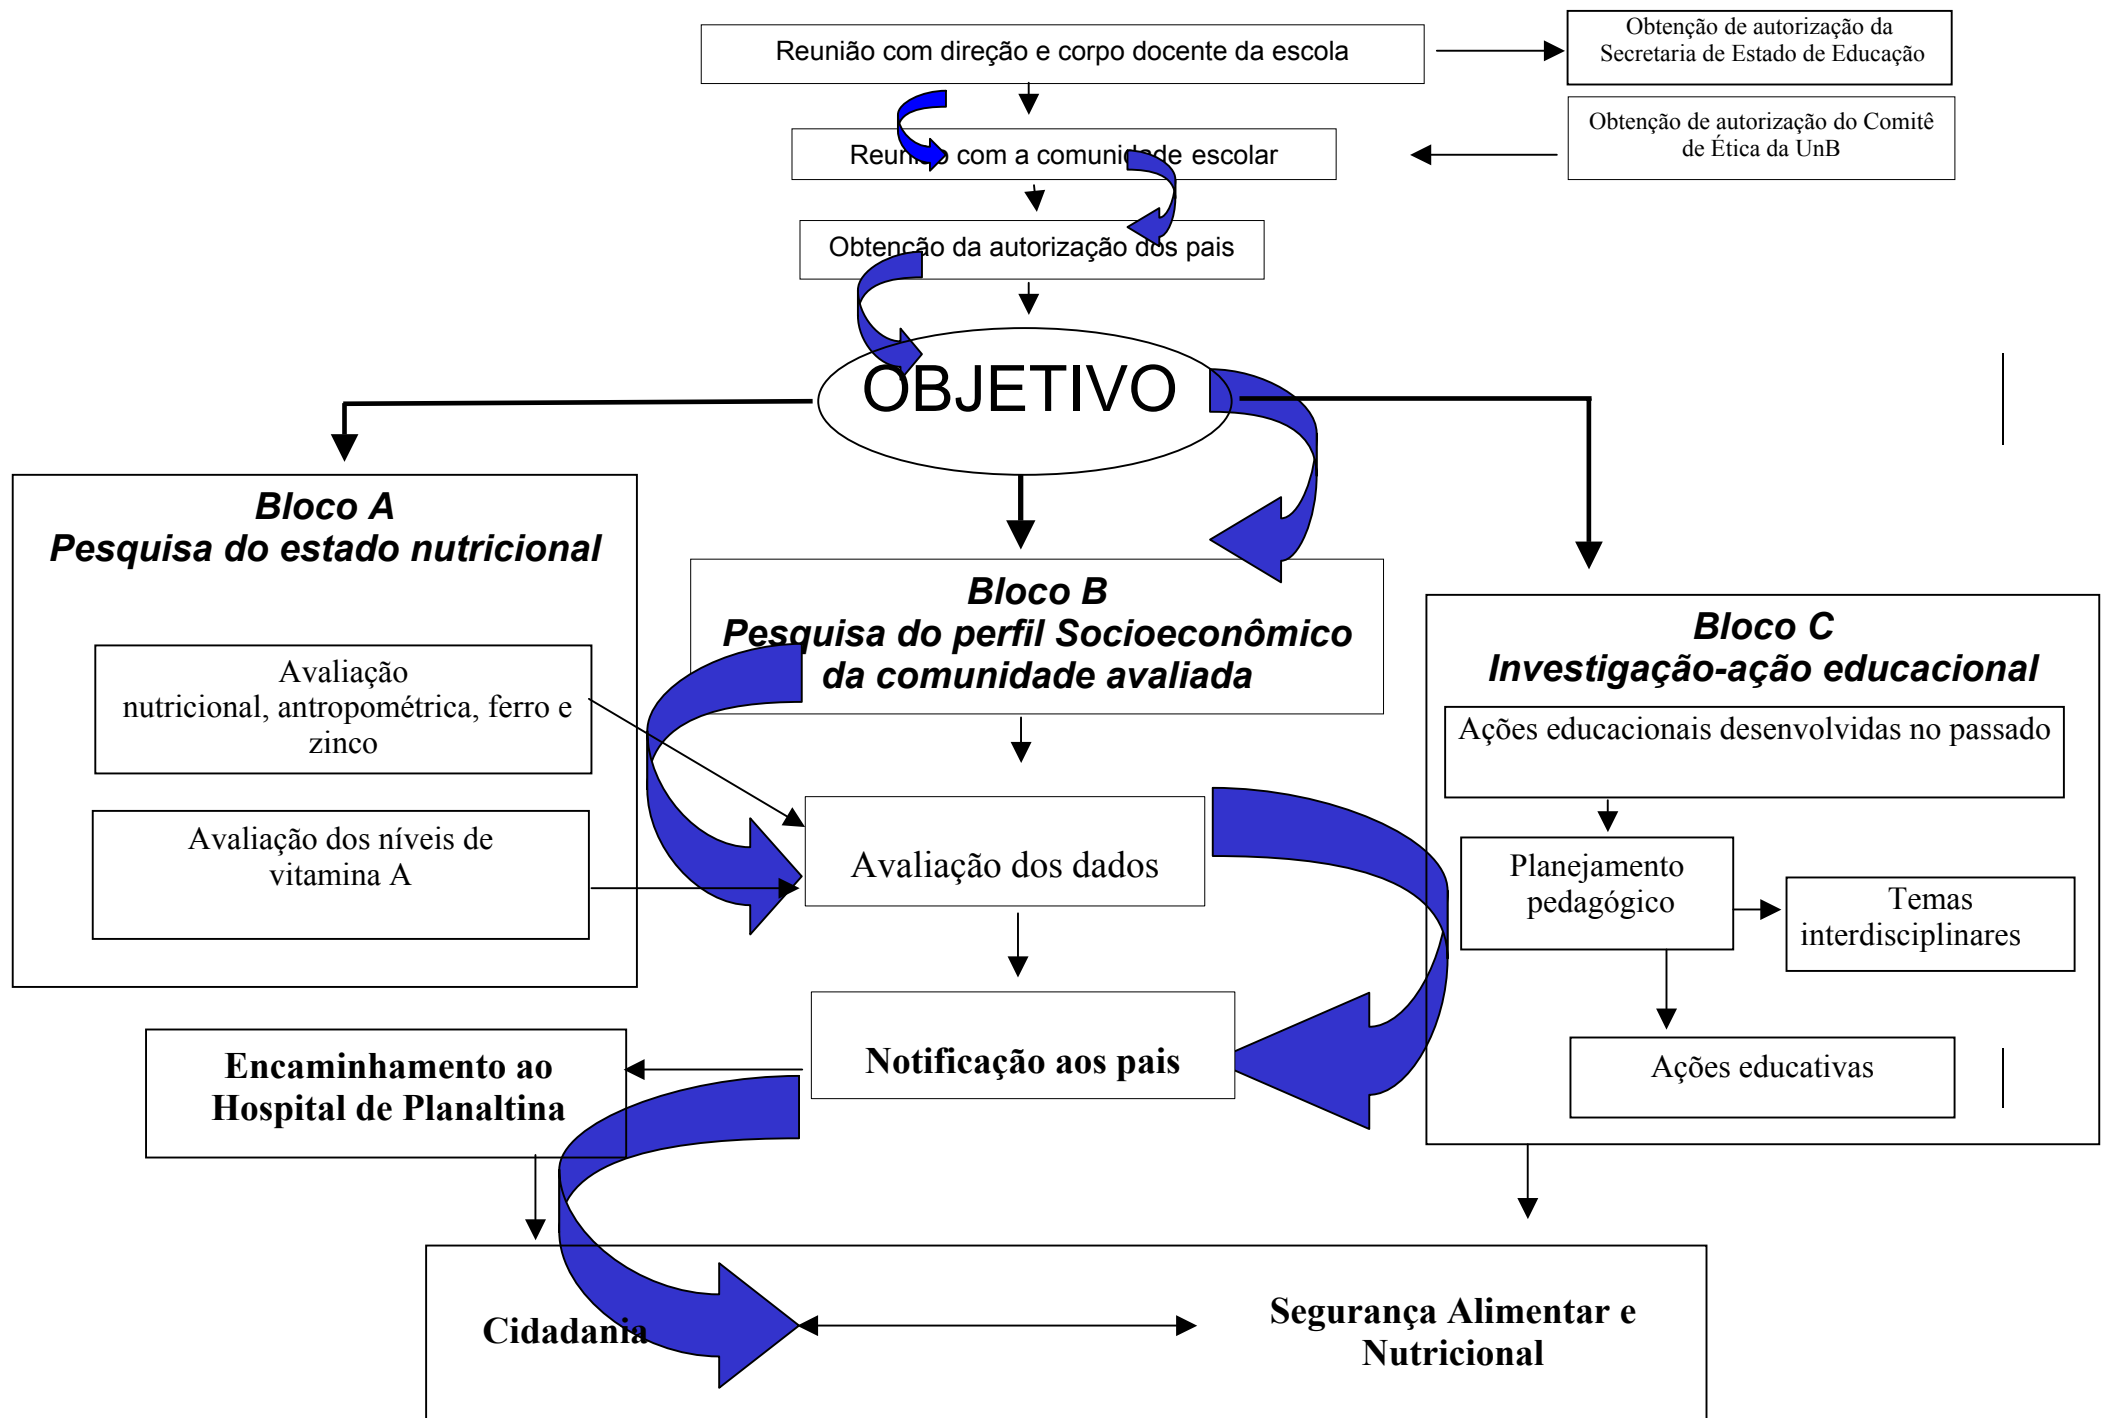 Reunião com direção e corpo docente da escola
Obtenção de autorização da
Secretaria de Estado de Educação
Reunião com a comunidade escolar
Obtenção de autorização do Comitê
de Ética da UnB
Obtenção da autorização dos pais
OBJETIVO
Bloco A
Pesquisa do estado nutricional
Avaliação
nutricional, antropométrica, ferro e
zinco
Avaliação dos níveis de
vitamina A
Bloco B
Pesquisa do perfil Socioeconômico
da comunidade avaliada
Avaliação dos dados
Notificação aos pais
Bloco C
Investigação-ação educacional
Ações educacionais desenvolvidas no passado
Planejamento
pedagógico
Temas
interdisciplinares
Ações educativas
Encaminhamento ao
Hospital de Planaltina
Cidadania
Segurança Alimentar e
Nutricional